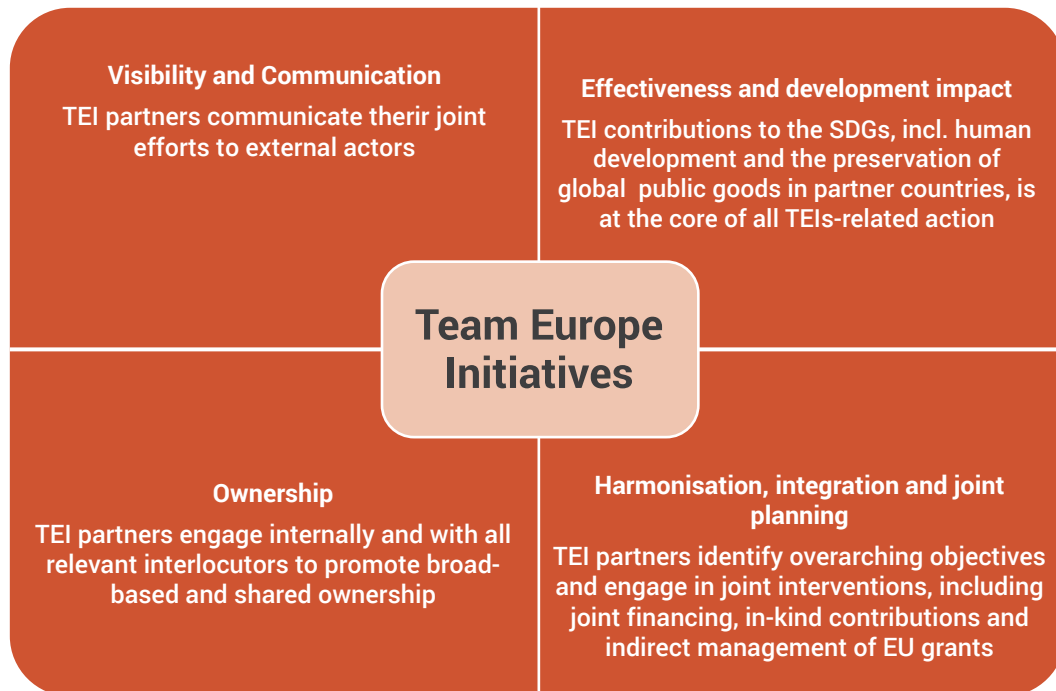 Visibility and Communication
TEI partners communicate therir joint
efforts to external actors
Effectiveness and development impact
TEI contributions to the SDGs, incl. human
development and the preservation of
global public goods in partner countries, is
at the core of all TEIs-related action
Team Europe
Initiatives
Ownership
TEI partners engage internally and with all
relevant interlocutors to promote broad-
based and shared ownership
Harmonisation, integration and joint
planning
TEI partners identify overarching objectives
and engage in joint interventions, including
joint financing, in-kind contributions and
indirect management of EU grants